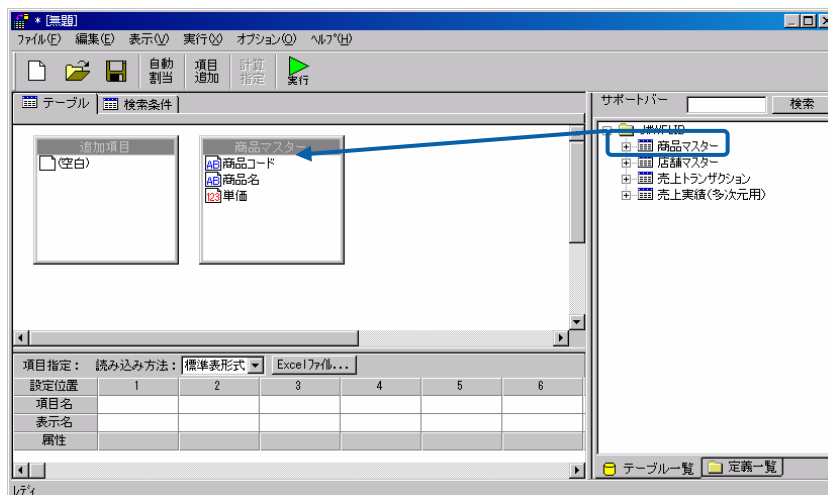 * [無題]
ファイル(F) 編集(E) 表示(V) 実行(X) オプション(O) ヘルプ(H)
自動割当 項目追加 計算指定 実行
テーブル 検索条件
サポートバー 検索
追加項目
(空白)
商品マスター
商品コード
商品名
単価
商品マスター
店舗マスター
売上トランザクション
売上実績(多次元用)
項目指定: 読み込み方法: 標準表形式 Excelファイル...
設定位置 1 2 3 4 5 6
項目名
表示名
属性
テーブル一覧 定義一覧
レディ